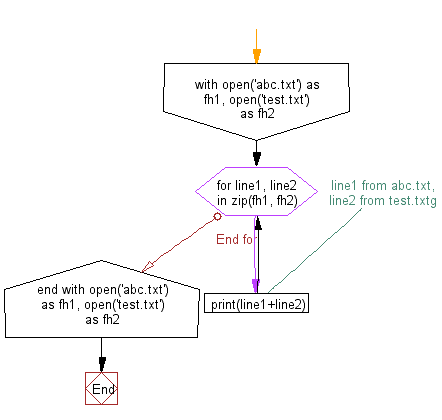 with open('abc.txt') as
fh1, open('test.txt')
as fh2
for line1, line2
in zip(fh1, fh2)
line1 from abc.txt,
line2 from test.txtg
End for
end with open('abc.txt')
as fh1, open('test.txt')
as fh2
print(line1+line2)
End